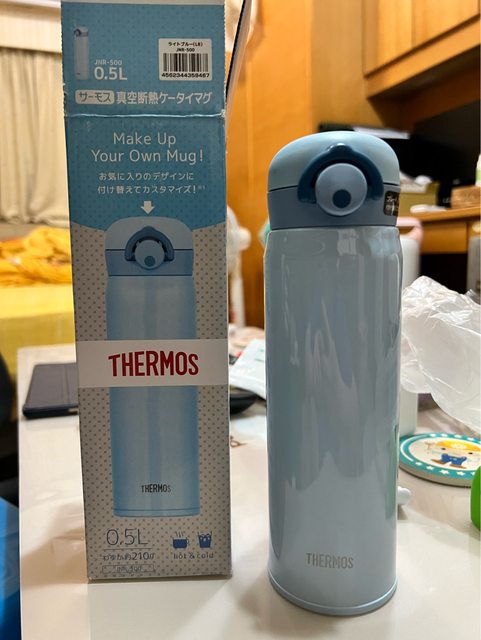 JNR-500
0.5L
ライトブルー(LB)
JNR-500
4562344359467
サーモス 真空断熱ケータイマグ
Make Up
Your Own Mug!
お気に入りのデザインに
付け替えてカスタマイズ!
THERMOS
THERMOS
0.5L
hot & cold
THERMOS